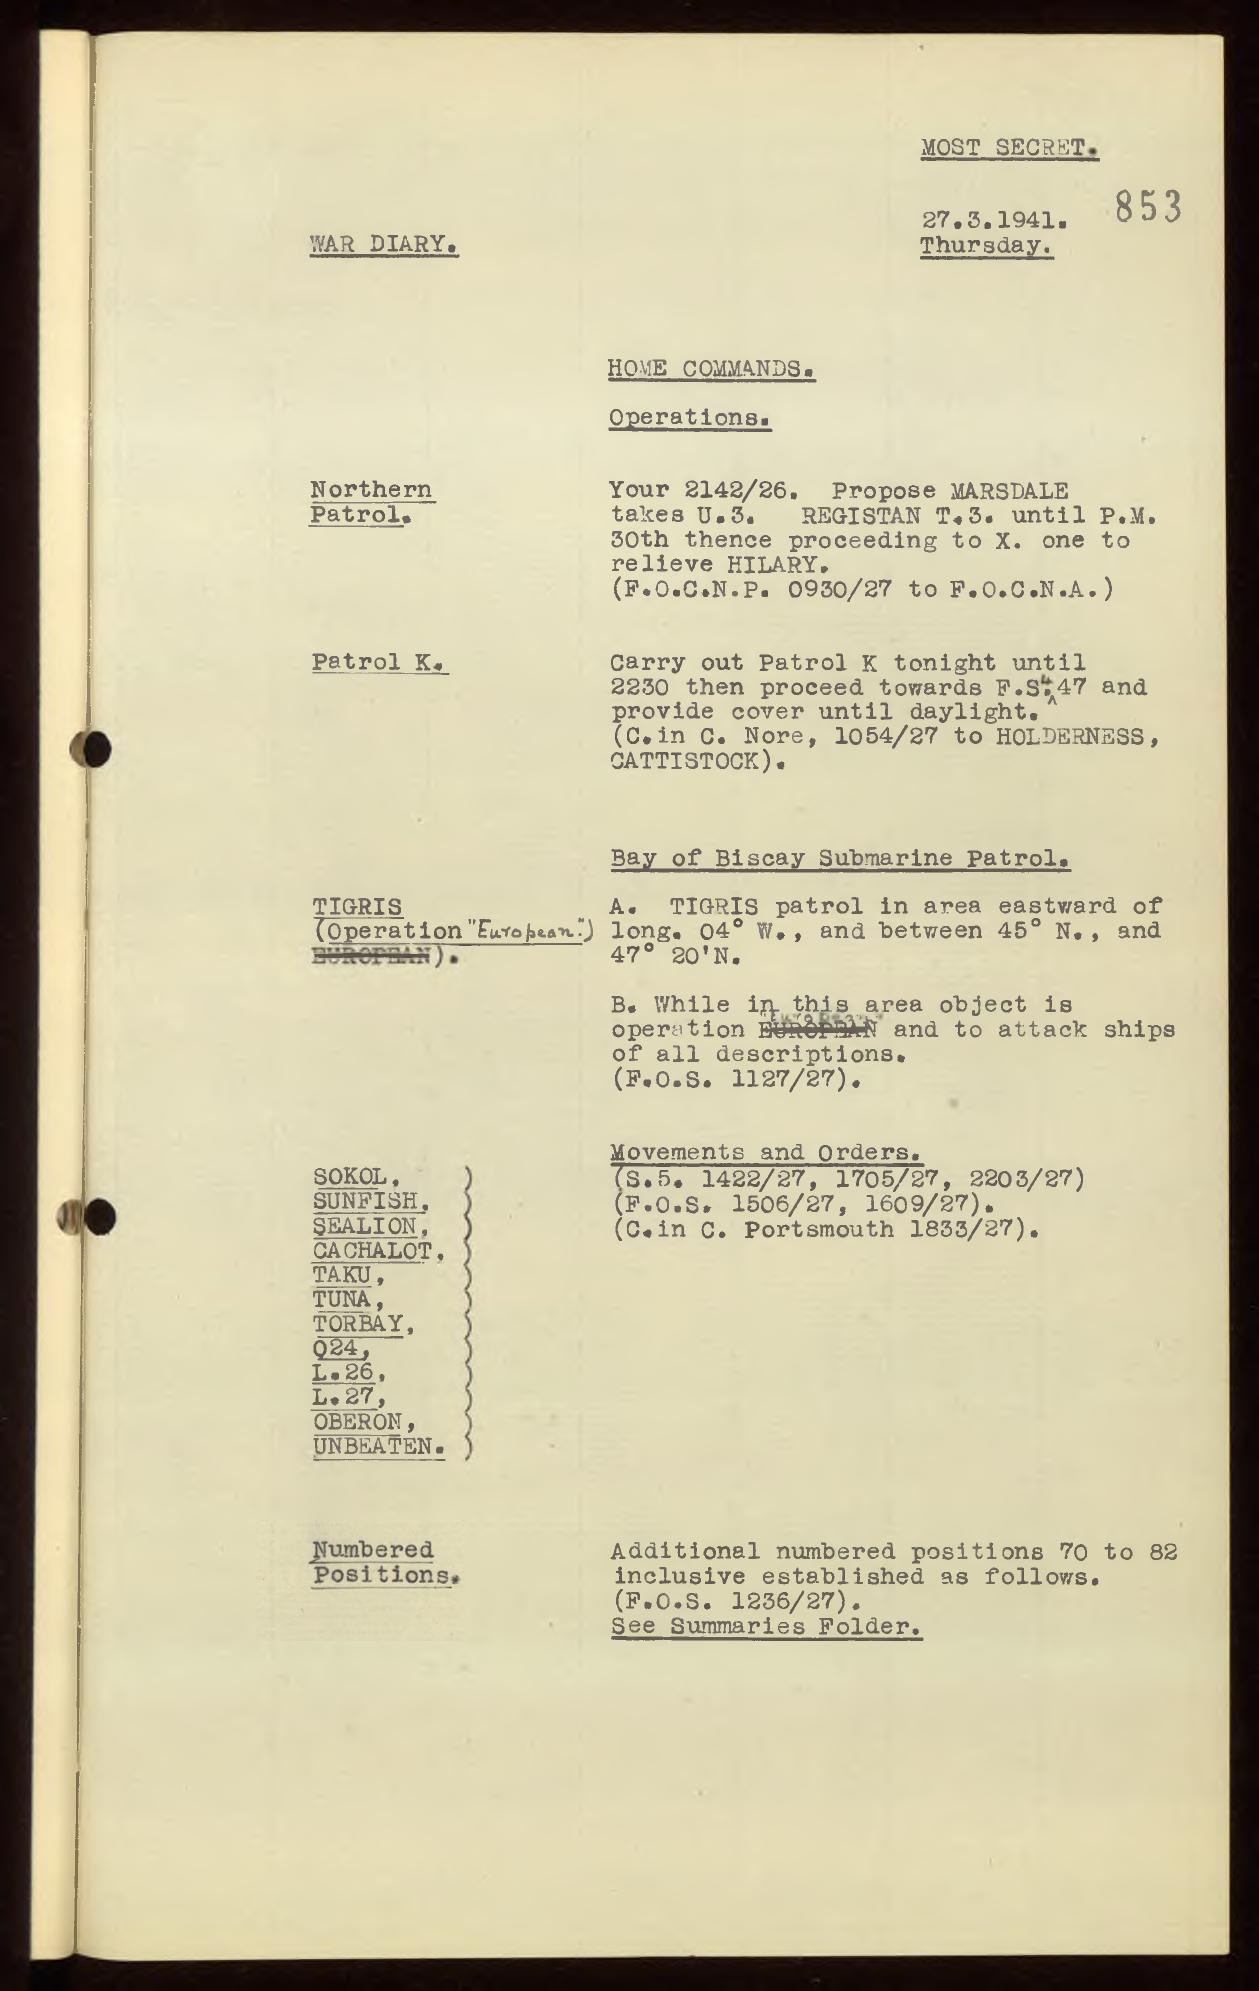 MOST SECRET.
853
27.3.1941.
Thursday.
WAR DIARY.
HOME COMMANDS.
Operations.
Northern
Patrol.
Your 2142/26. Propose MARSDALE
takes U.3. REGISTAN T.3. until P.M.
30th thence proceeding to X. one to
relieve HILARY.
(F.O.C.N.P. 0930/27 to F.O.C.N.A.)
Patrol K.
Carry out Patrol K tonight until
2230 then proceed towards F.S.47 and
provide cover until daylight.
(C.in C. Nore, 1054/27 to HOLDERNESS,
CATTISTOCK).
Bay of Biscay Submarine Patrol.
TIGRIS
(Operation "European".)
EUROPEAN).
A. TIGRIS patrol in area eastward of
long. 04° W., and between 45° N., and
47° 20'N.
B. While in this area object is
"European"
operation EUROPEAN and to attack ships
of all descriptions.
(F.O.S. 1127/27).
Movements and Orders.
SOKOL, )
SUNFISH, )
SEALION, )
CACHALOT, )
TAKU, )
TUNA, )
TORBAY, )
Q24, )
L.26, )
L.27, )
OBERON, )
UNBEATEN. )
(S.5. 1422/27, 1705/27, 2203/27)
(F.O.S. 1506/27, 1609/27).
(C.in C. Portsmouth 1833/27).
Numbered
Positions.
Additional numbered positions 70 to 82
inclusive established as follows.
(F.O.S. 1236/27).
See Summaries Folder.